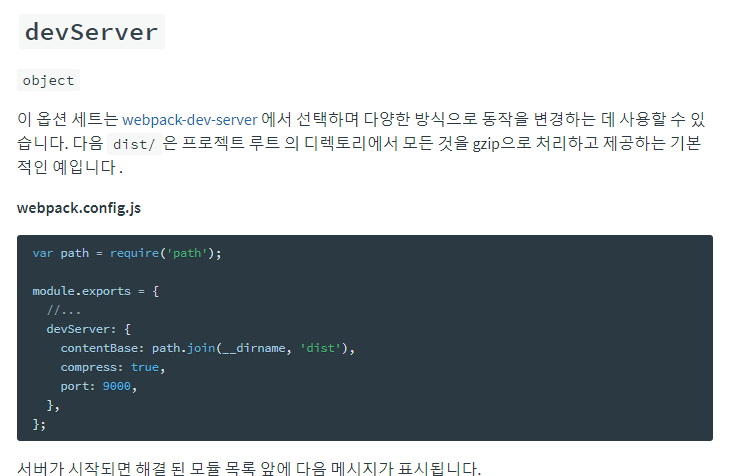 devServer
object
이 옵션 세트는 webpack-dev-server 에서 선택하며 다양한 방식으로 동작을 변경하는 데 사용할 수 있
습니다. 다음 dist/ 은 프로젝트 루트 의 디렉토리에서 모든 것을 gzip으로 처리하고 제공하는 기본
적인 예입니다 .
webpack.config.js
var path = require('path');
module.exports = {
  //...
  devServer: {
    contentBase: path.join(__dirname, 'dist'),
    compress: true,
    port: 9000,
  },
};
서버가 시작되면 해결 된 모듈 목록 앞에 다음 메시지가 표시됩니다.